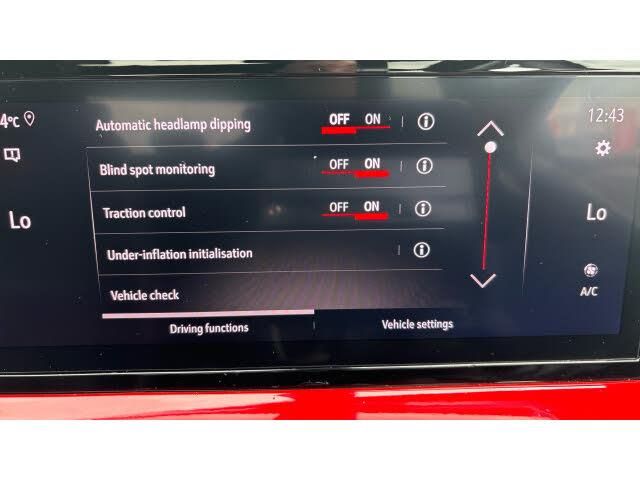 4°C
12:43
Automatic headlamp dipping OFF ON
Blind spot monitoring OFF ON
Lo
Traction control OFF ON
Lo
Under-inflation initialisation
Vehicle check
A/C
Driving functions
Vehicle settings